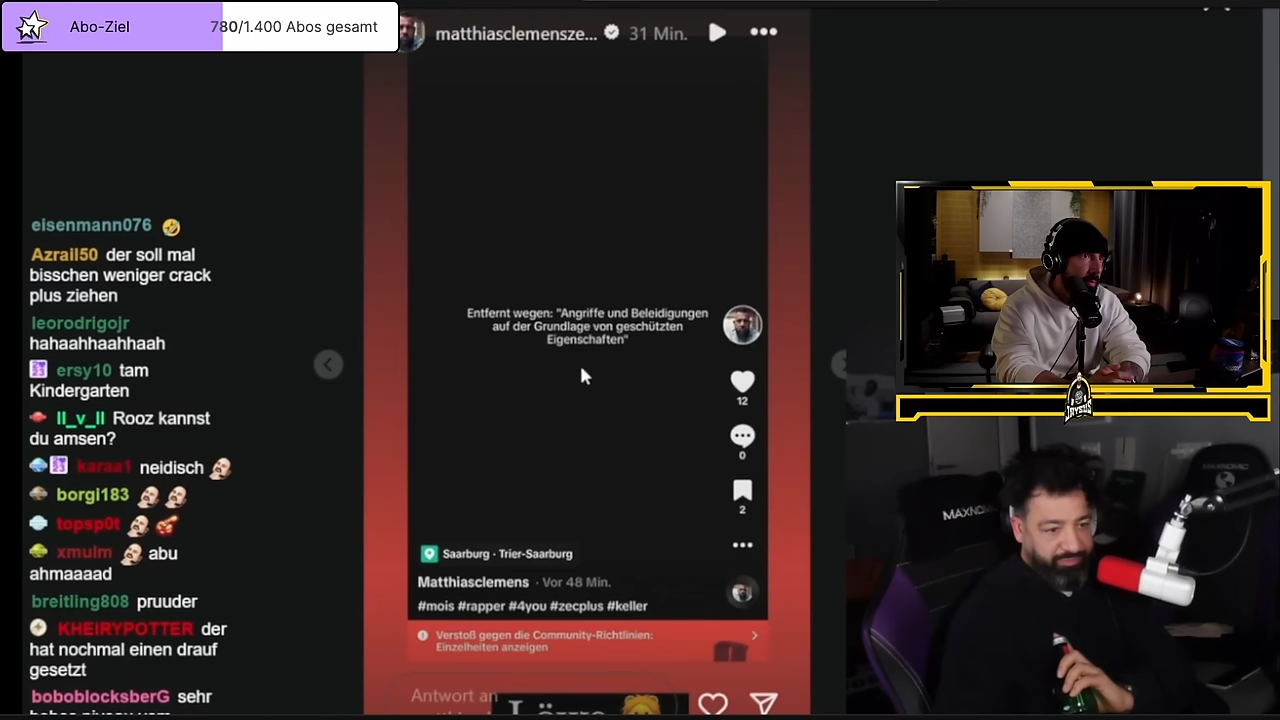 Abo-Ziel 780/1.400 Abos gesamt
matthiasclemensze... 31 Min.
eisenmann076
Azrail50 der soll mal
bisschen weniger crack
plus ziehen
leorodrigojr
hahaahhaahhaah
ersy10 tam
Kindergarten
ll_v_ll Rooz kannst
du amsen?
karaa1 neidisch
borgi183
topsp0t
xmulm abu
ahmaaaad
breitling808 pruuder
KHEIRYPOTTER der
hat nochmal einen drauf
gesetzt
boboblocksberG sehr
Entfernt wegen: "Angriffe und Beleidigungen
auf der Grundlage von geschützten
Eigenschaften"
12
0
2
Saarburg · Trier-Saarburg
Matthiasclemens · Vor 48 Min.
#mois #rapper #4you #zecplus #keller
Verstoß gegen die Community-Richtlinien:
Einzelheiten anzeigen
Antwort an
JAYSUS
MAXNOMIC